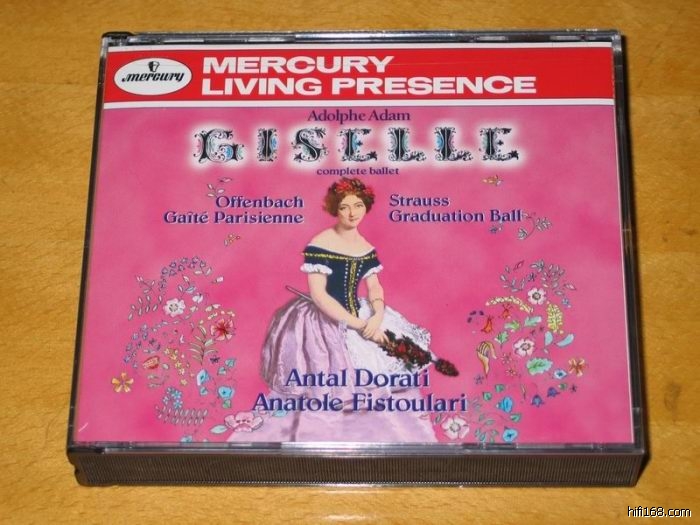 mercury
MERCURY
LIVING PRESENCE
Adolphe Adam
GISELLE
complete ballet
Offenbach
Gaîté Parisienne
Strauss
Graduation Ball
Antal Dorati
Anatole Fistoulari
hifi168.com